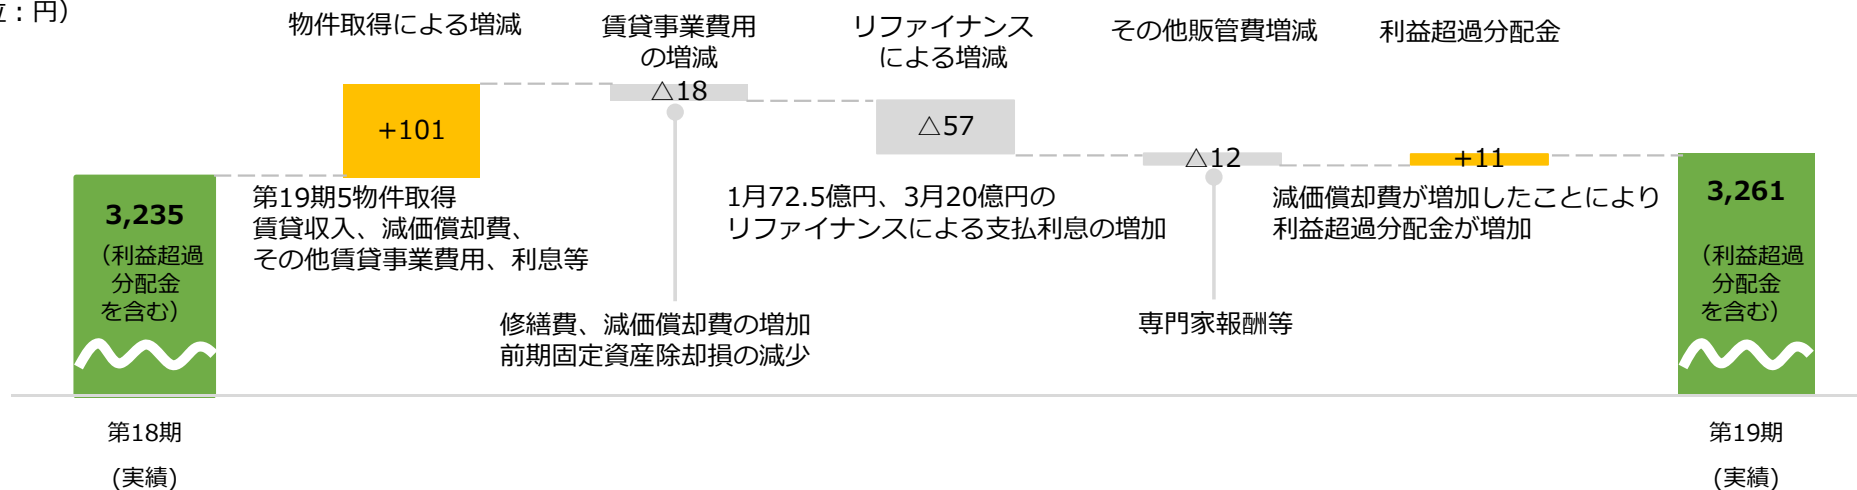 位：円）
物件取得による増減
賃貸事業費用
の増減
リファイナンス
による増減
その他販管費増減
利益超過分配金
+101
△18
△57
△12
+11
3,235
（利益超過
分配金
を含む）
第19期5物件取得
賃貸収入、減価償却費、
その他賃貸事業費用、利息等
修繕費、減価償却費の増加
前期固定資産除却損の減少
1月72.5億円、3月20億円の
リファイナンスによる支払利息の増加
専門家報酬等
減価償却費が増加したことにより
利益超過分配金が増加
3,261
（利益超過
分配金
を含む）
第18期
(実績)
第19期
(実績)